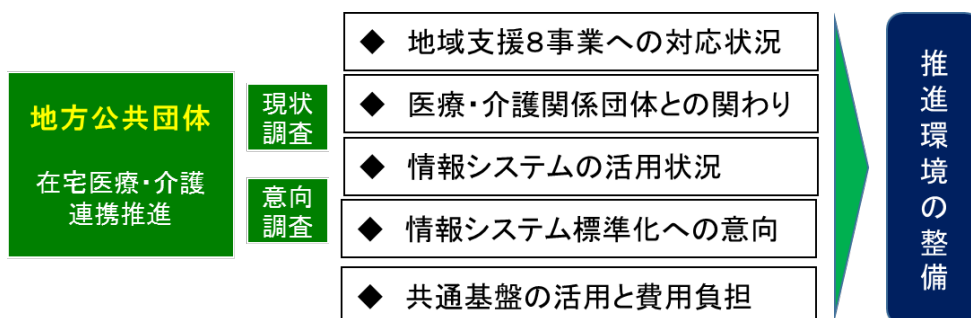 地方公共団体
在宅医療・介護
連携推進
現状
調査
意向
調査
◆ 地域支援８事業への対応状況
◆ 医療・介護関係団体との関わり
◆ 情報システムの活用状況
◆ 情報システム標準化への意向
◆ 共通基盤の活用と費用負担
推進環境の整備